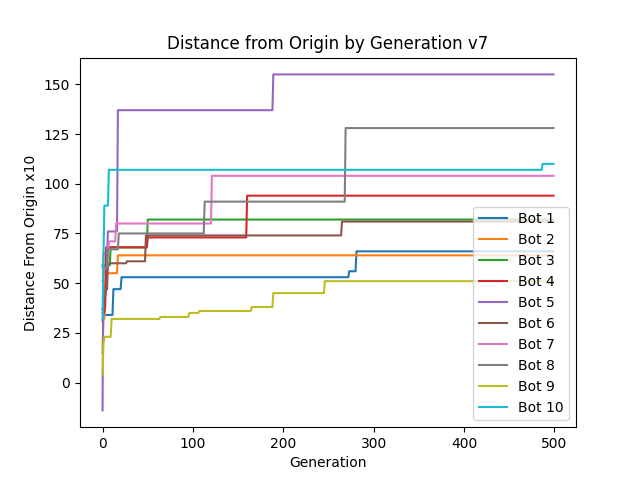 Distance from Origin by Generation v7
Distance From Origin x10
150
125
100
75
50
25
0
0 100 200 300 400 500
Generation
Bot 1
Bot 2
Bot 3
Bot 4
Bot 5
Bot 6
Bot 7
Bot 8
Bot 9
Bot 10